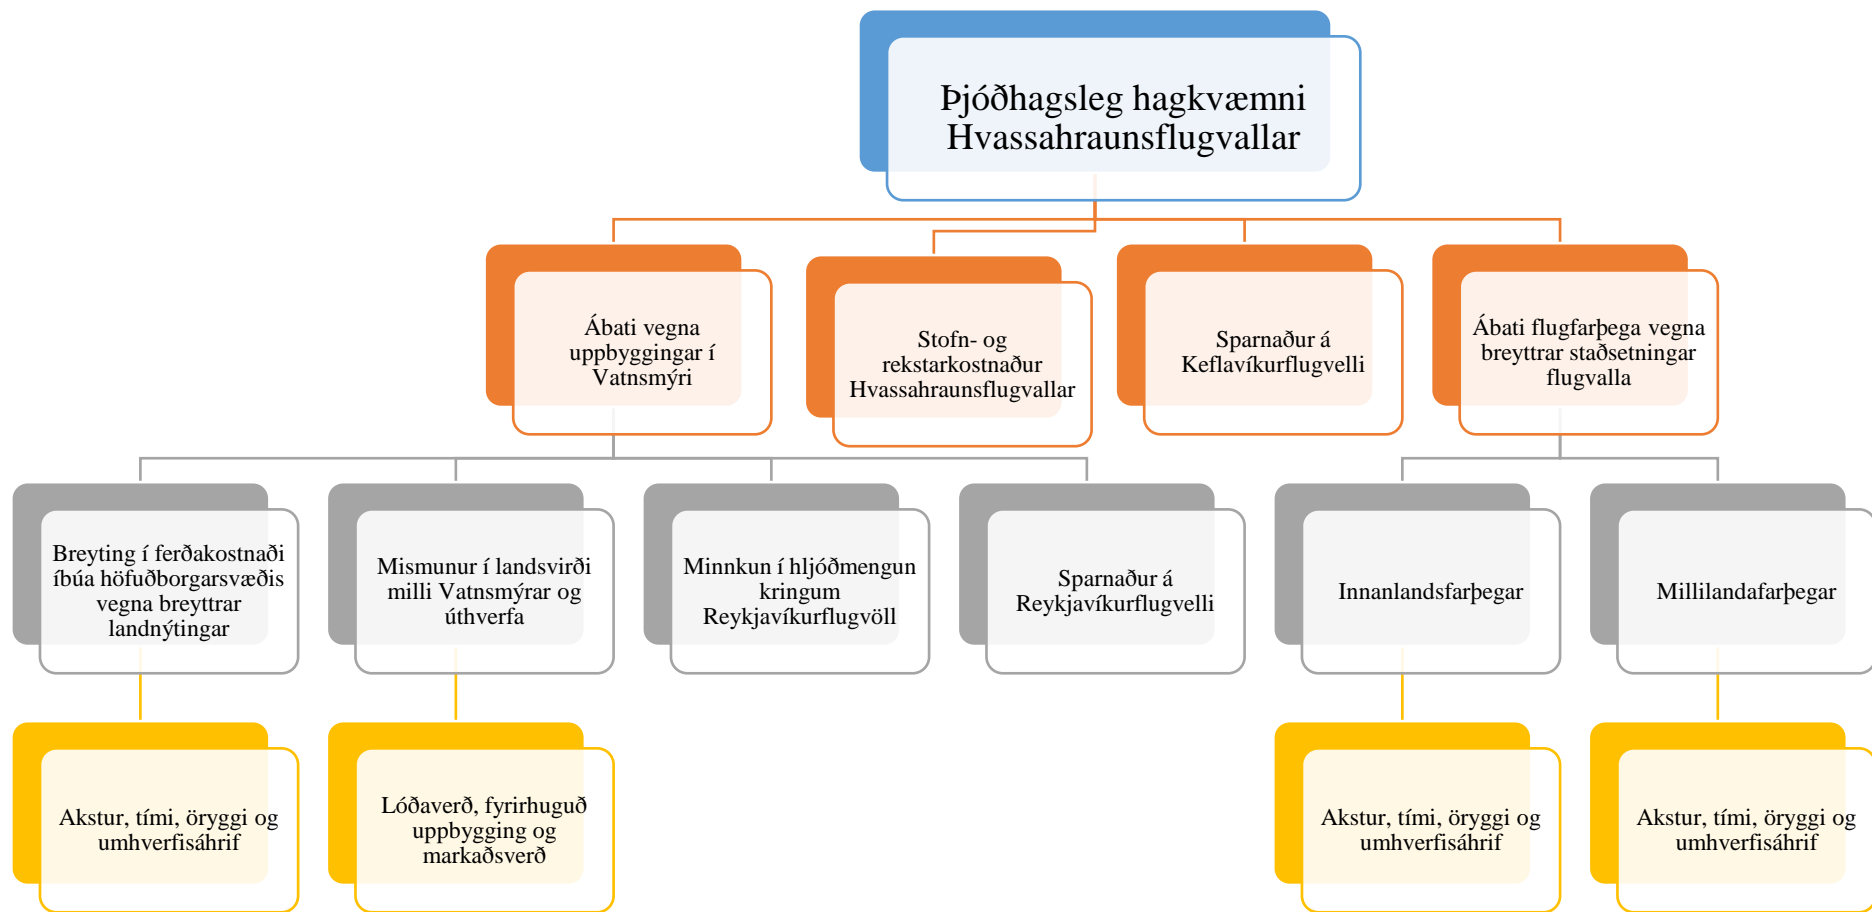 Þjóðhagsleg hagkvæmni
Hvassahraunsflugvallar
Ábati vegna
uppbyggingar í
Vatnsmýri
Stofn- og
rekstarkostnaður
Hvassahraunsflugvallar
Sparnaður á
Keflavíkurflugvelli
Ábati flugfarþega vegna
breyttrar staðsetningar
flugvalla
Breyting í ferðakostnaði
íbúa höfuðborgarsvæðis
vegna breyttrar
landnýtingar
Mismunur í landsvirði
milli Vatnsmýrar og
úthverfa
Minnkun í hljóðmengun
kringum
Reykjavíkurflugvöll
Sparnaður á
Reykjavíkurflugvelli
Innanlandsfarþegar
Millilandafarþegar
Akstur, tími, öryggi og
umhverfisáhrif
Lóðaverð, fyrirhuguð
uppbygging og
markaðsverð
Akstur, tími, öryggi og
umhverfisáhrif
Akstur, tími, öryggi og
umhverfisáhrif